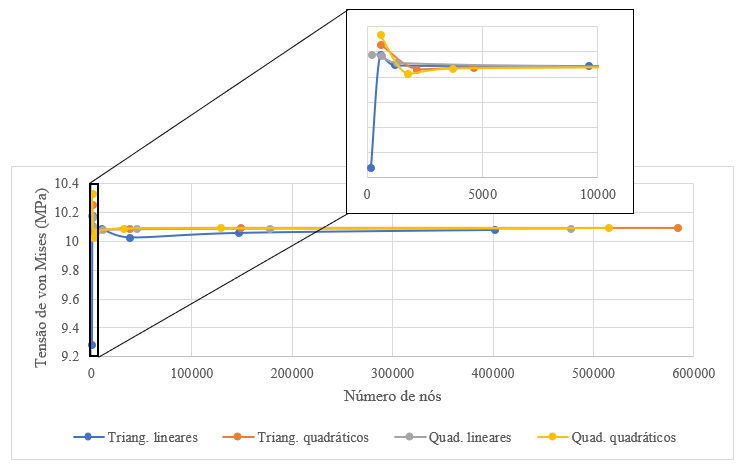 0
5000
10000
10.4
10.2
10
9.8
9.6
9.4
9.2
Tensão de von Mises (MPa)
0
100000
200000
300000
400000
500000
600000
Número de nós
Triang. lineares
Triang. quadráticos
Quad. lineares
Quad. quadráticos